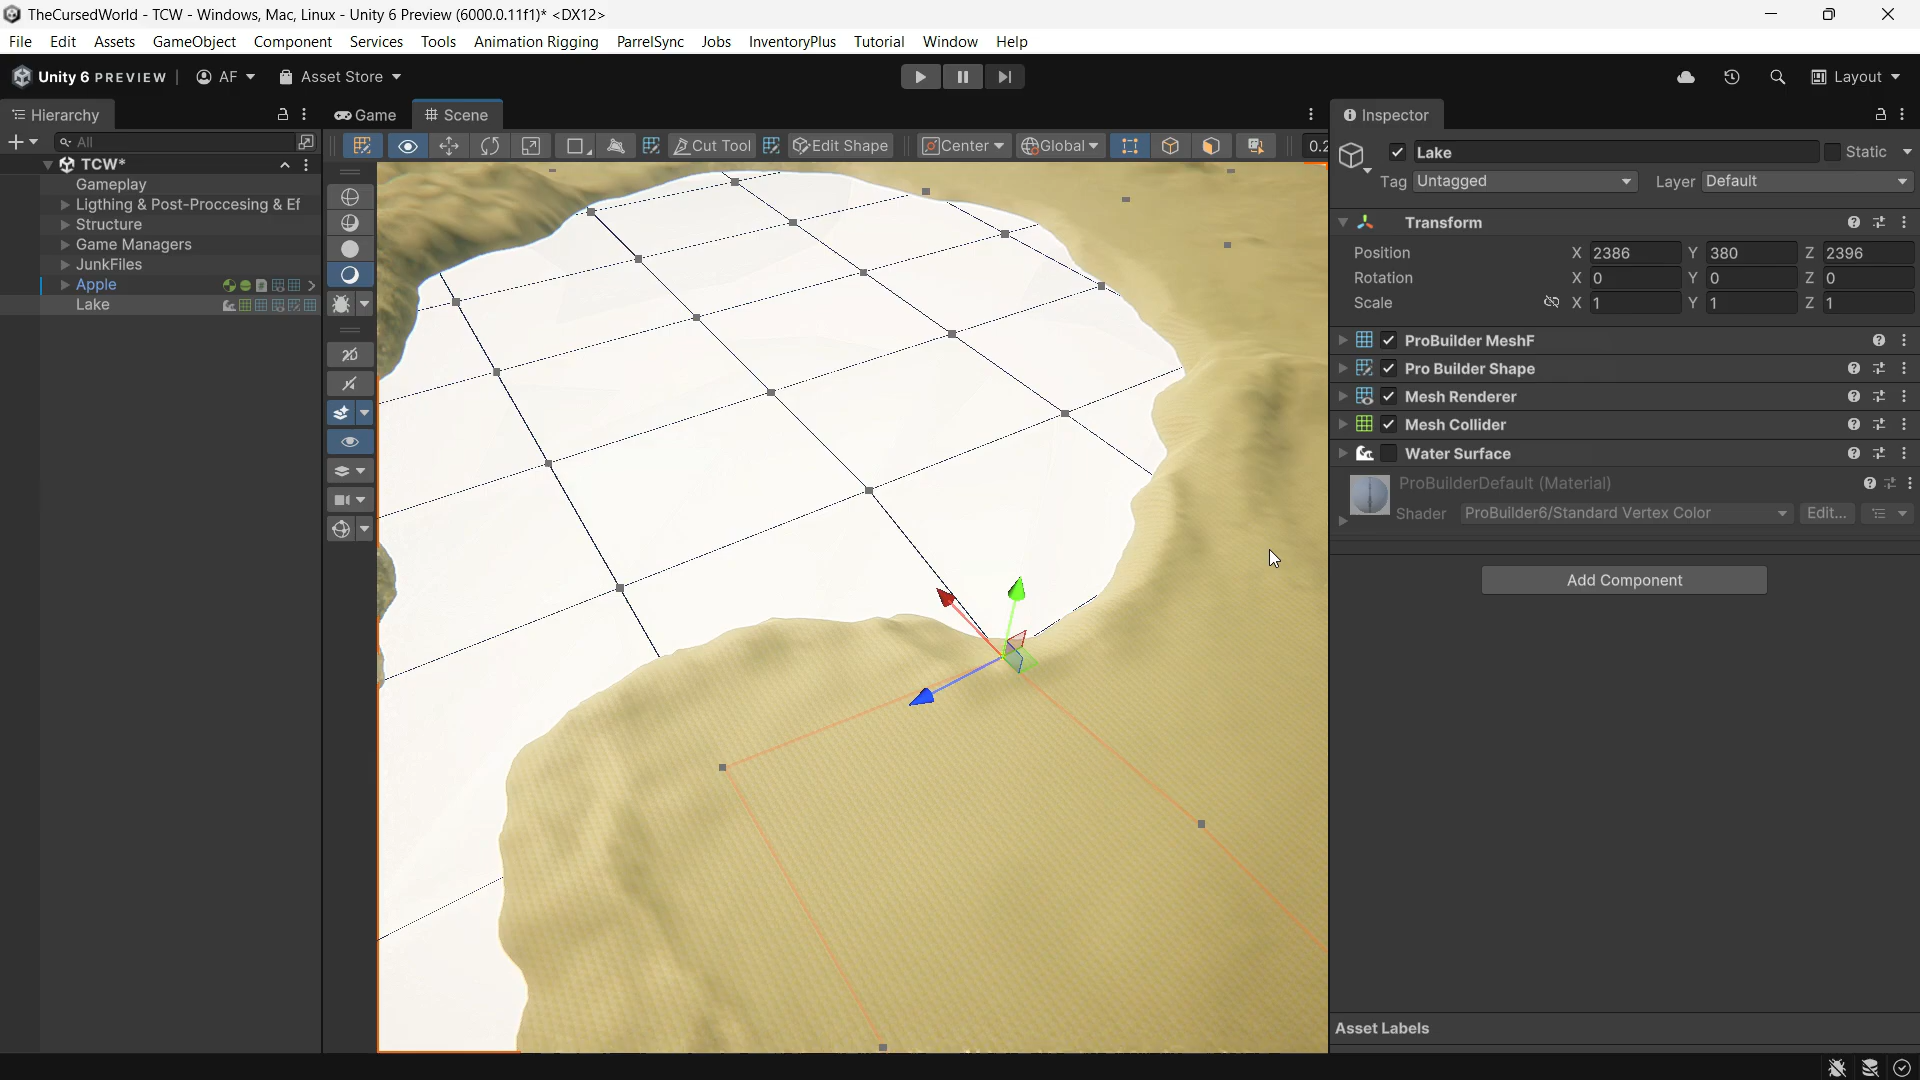 TheCursedWorld - TCW - Windows, Mac, Linux - Unity 6 Preview (6000.0.11f1)* <DX12>
File Edit Assets GameObject Component Services Tools Animation Rigging ParrelSync Jobs InventoryPlus Tutorial Window Help
Unity 6 PREVIEW AF Asset Store Layout
Hierarchy Game Scene Inspector
All Cut Tool Edit Shape Center Global 0.2 Lake Static
TCW*
Gameplay
Ligthing & Post-Proccesing & Ef
Structure
Game Managers
JunkFiles
Apple
Lake
2D
Tag Untagged Layer Default
Transform
Position X 2386 Y 380 Z 2396
Rotation X 0 Y 0 Z 0
Scale X 1 Y 1 Z 1
ProBuilder MeshF
Pro Builder Shape
Mesh Renderer
Mesh Collider
Water Surface
ProBuilderDefault (Material)
Shader ProBuilder6/Standard Vertex Color Edit...
Add Component
Asset Labels